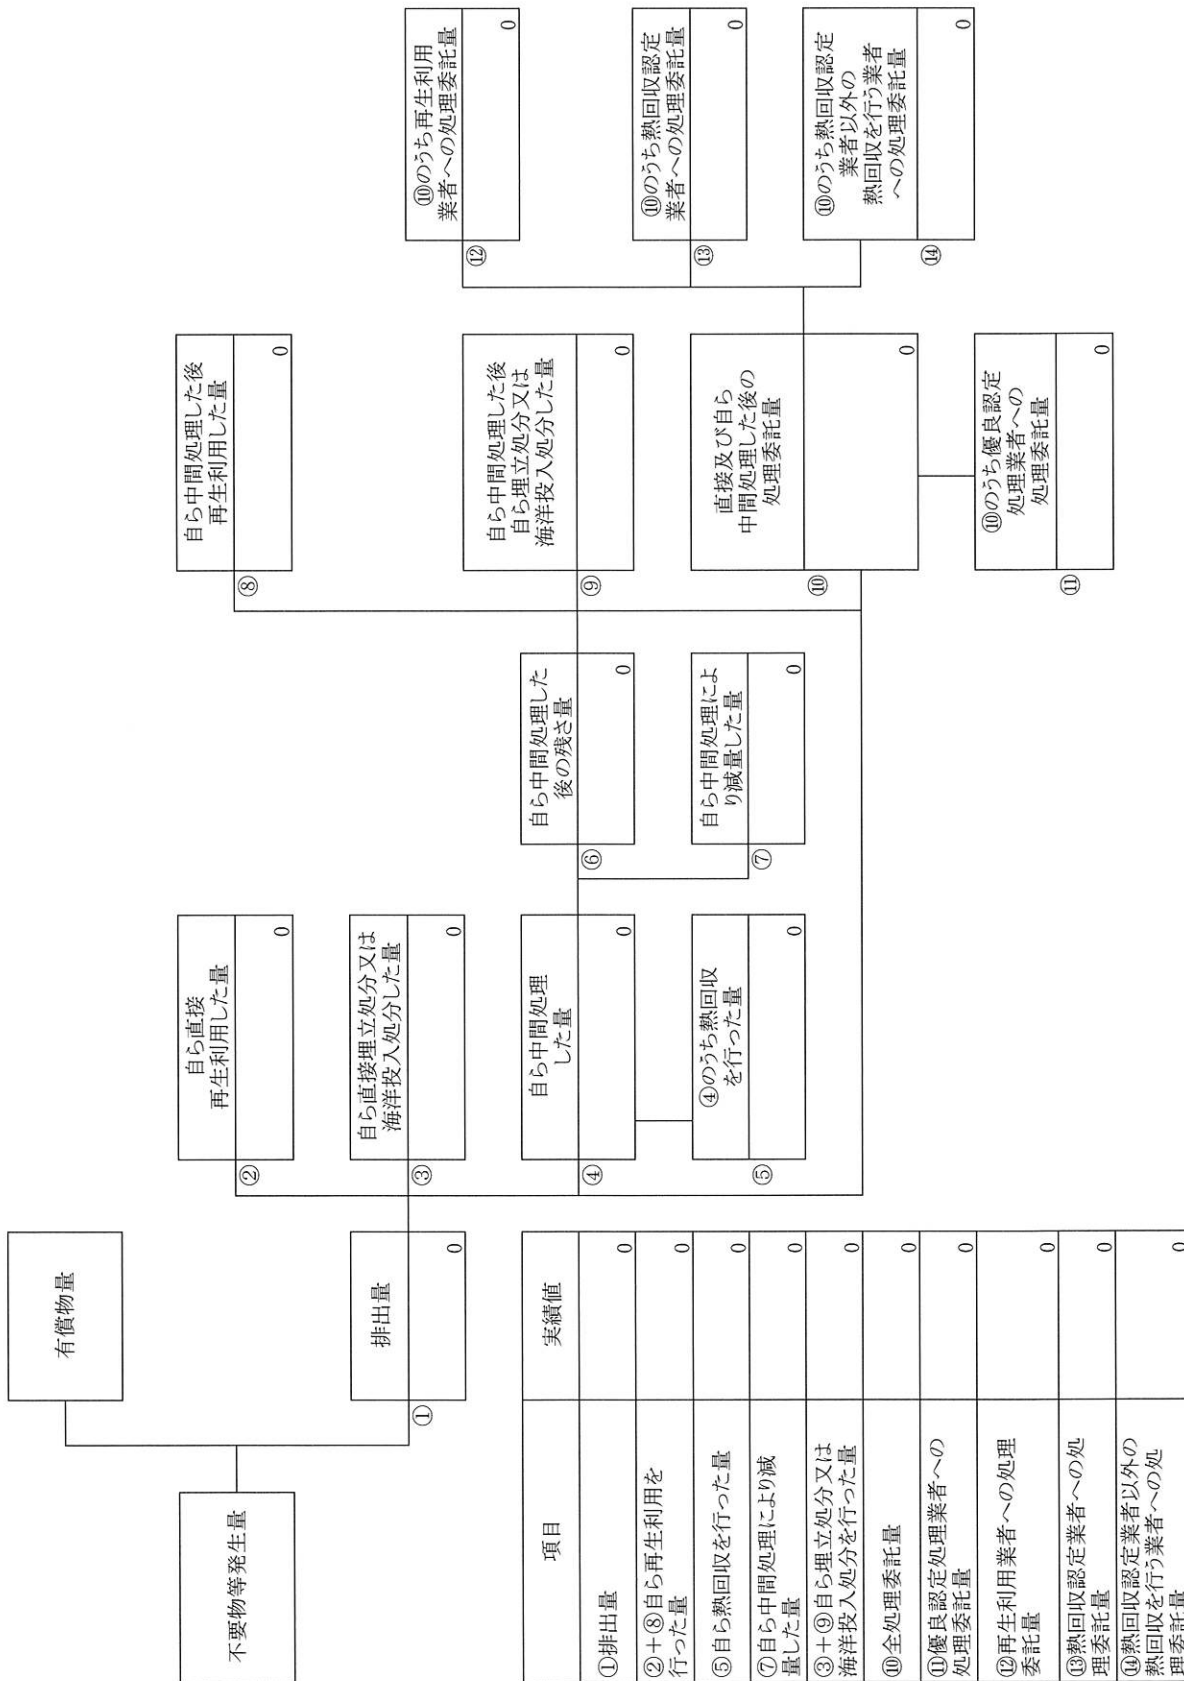 不要物等発生量
有償物量
①
排出量
0
②
自ら直接
再生利用した量
0
③
自ら直接埋立処分又は
海洋投入処分した量
0
④
自ら中間処理
した量
0
⑤
④のうち熱回収
を行った量
0
⑥
自ら中間処理した
後の残さ量
0
⑦
自ら中間処理によ
り減量した量
0
⑧
自ら中間処理した後
再生利用した量
0
⑨
自ら中間処理した後
自ら埋立処分又は
海洋投入処分した量
0
⑩
直接及び自ら
中間処理した後の
処理委託量
0
⑪
⑩のうち優良認定
処理業者への
処理委託量
0
⑫
⑩のうち再生利用
業者への処理委託量
0
⑬
⑩のうち熱回収認定
業者への処理委託量
0
⑭
⑩のうち熱回収認定
業者以外の
熱回収を行う業者
への処理委託量
0
項目
実績値
①排出量
0
②+⑧自ら再生利用を
行った量
0
⑤自ら熱回収を行った量
0
⑦自ら中間処理により減
量した量
0
③+⑨自ら埋立処分又は
海洋投入処分を行った量
0
⑩全処理委託量
0
⑪優良認定処理業者への
処理委託量
0
⑫再生利用業者への処理
委託量
0
⑬熱回収認定業者への処
理委託量
0
⑭熱回収認定業者以外の
熱回収を行う業者への処
理委託量
0